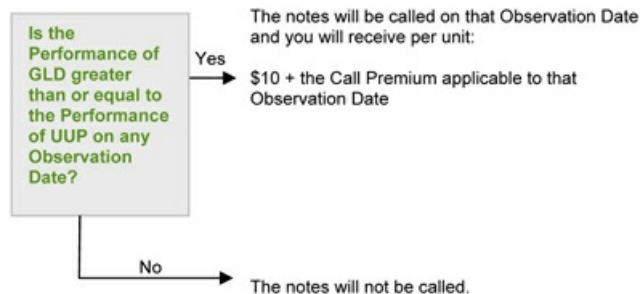 Is the
Performance of
GLD greater
than or equal to
the Performance
of UUP on any
Observation
Date?
Yes
The notes will be called on that Observation Date
and you will receive per unit:
$10 + the Call Premium applicable to that
Observation Date
No
The notes will not be called.